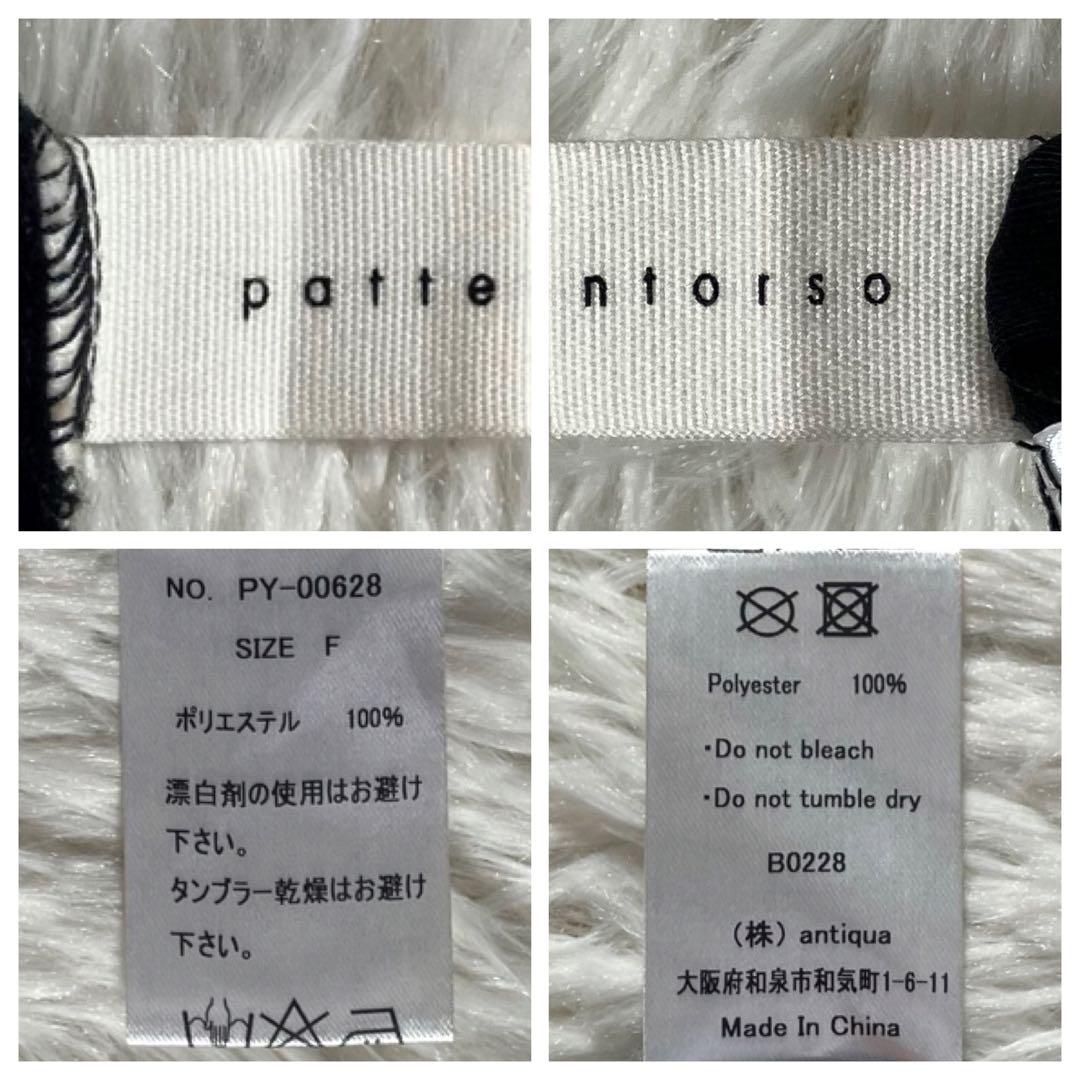 patte
ntorso
NO. PY-00628
SIZE F
ポリエステル 100%
漂白剤の使用はお避け
下さい。
タンブラー乾燥はお避け
下さい。
Polyester 100%
・Do not bleach
・Do not tumble dry
B0228
（株）antiqua
大阪府和泉市和気町1-6-11
Made In China